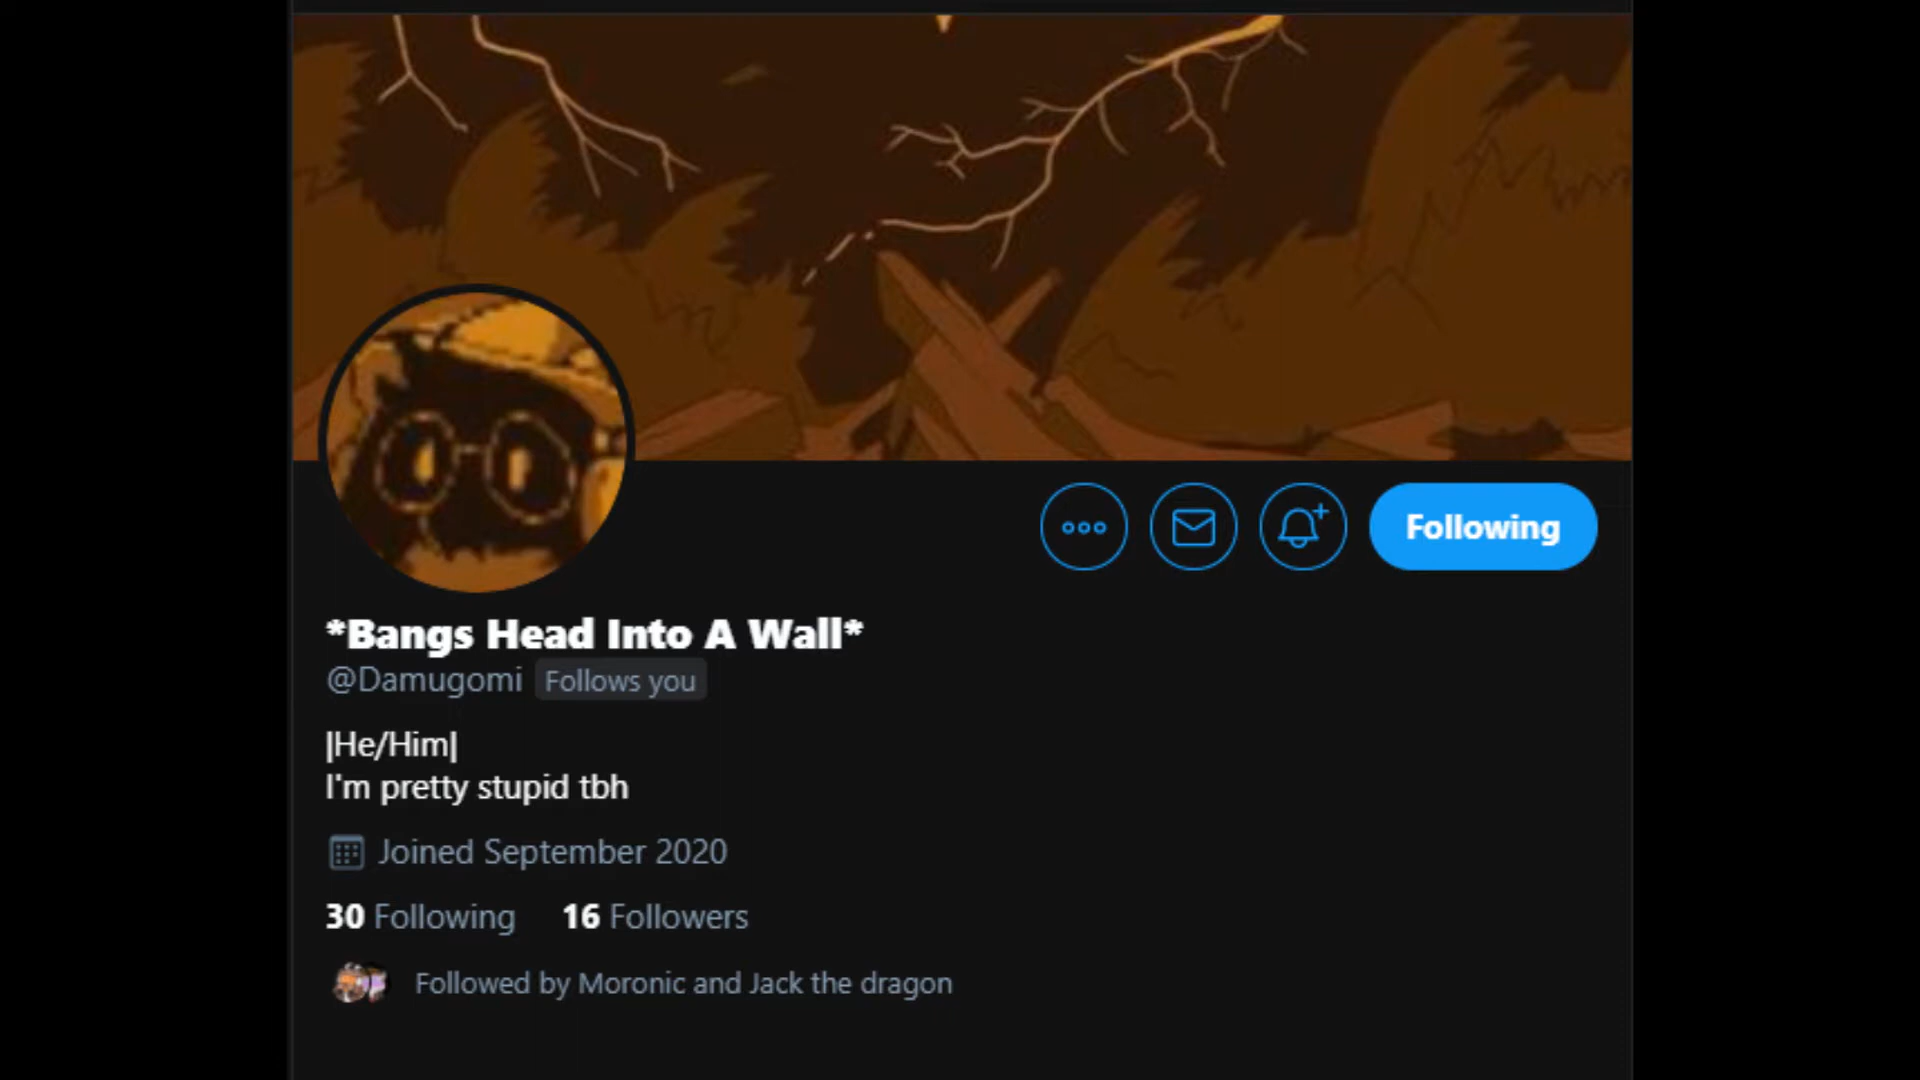 Following
*Bangs Head Into A Wall*
@Damugomi Follows you
|He/Him|
I'm pretty stupid tbh
Joined September 2020
30 Following 16 Followers
Followed by Moronic and Jack the dragon